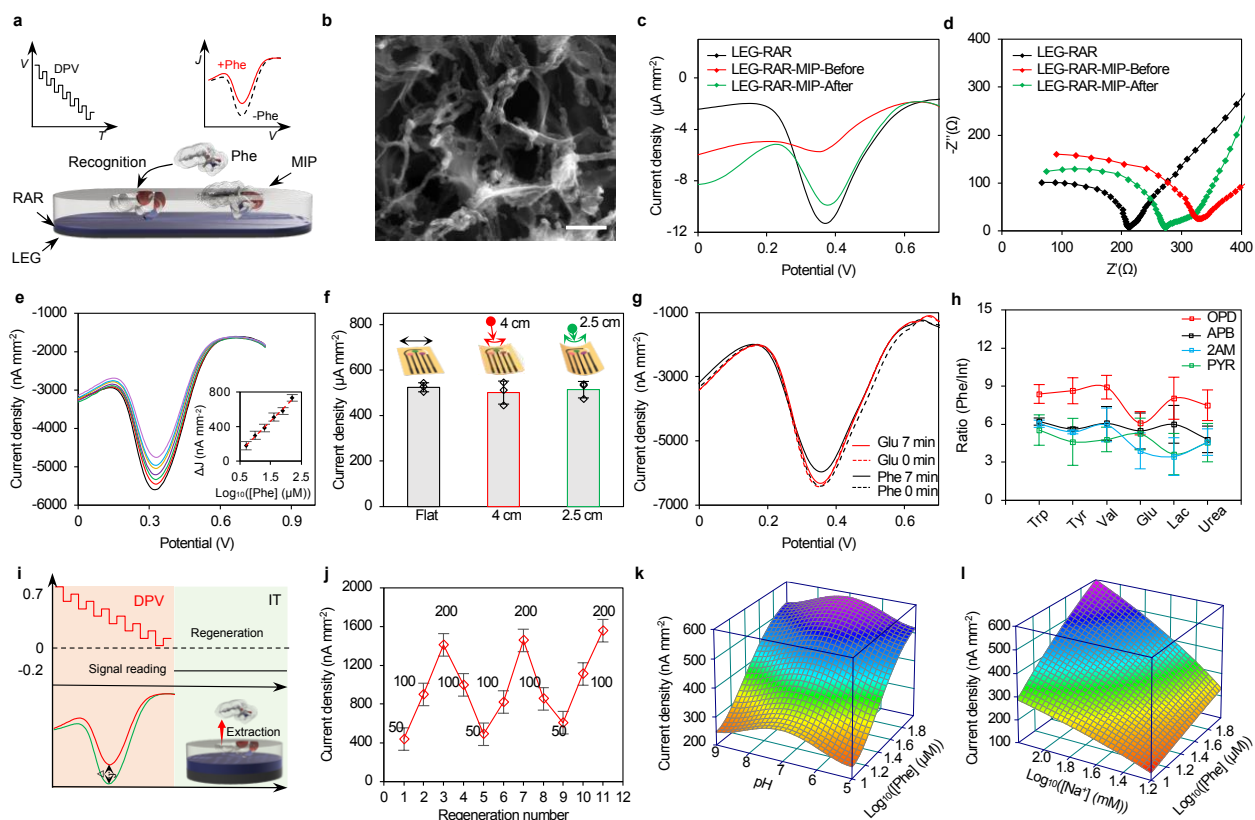 a
V
DPV
T
J
+Phe
-Phe
V
Recognition
Phe
MIP
RAR
LEG
b
c
LEG-RAR
LEG-RAR-MIP-Before
LEG-RAR-MIP-After
Current density (µA mm⁻²)
0
-4
-8
-12
0 0.2 0.4 0.6
Potential (V)
d
LEG-RAR
LEG-RAR-MIP-Before
LEG-RAR-MIP-After
-Z''(Ω)
400
300
200
100
0
100 200 300 400
Z'(Ω)
e
Current density (nA mm⁻²)
-1000
-2000
-3000
-4000
-5000
-6000
0 0.3 0.6 0.9
Potential (V)
ΔJ (nA mm⁻²)
800
400
0
0.5 1.5 2.5
Log₁₀([Phe] (µM))
f
Current density (µA mm⁻²)
800
600
400
200
0
4 cm
2.5 cm
Flat 4 cm 2.5 cm
g
Current density (nA mm⁻²)
-1000
-3000
-5000
-7000
Glu 7 min
Glu 0 min
Phe 7 min
Phe 0 min
0 0.2 0.4 0.6
Potential (V)
h
Ratio (Phe/Int)
15
12
9
6
3
0
OPD
APB
2AM
PYR
Trp Tyr Val Glu Lac Urea
i
0.7
0
-0.2
DPV
IT
Regeneration
Signal reading
Extraction
j
Current density (nA mm⁻²)
2000
1600
1200
800
400
0
50 100 200 100 50 100 200 100 50 100 200
0 1 2 3 4 5 6 7 8 9 10 11 12
Regeneration number
k
Current density (nA mm⁻²)
600
500
400
300
200
9 8 7 6 5
pH
1 1.2 1.4 1.6 1.8
Log₁₀([Phe] (µM))
l
Current density (nA mm⁻²)
600
500
400
300
200
100
2.0 1.8 1.6 1.4 1.2
Log₁₀([Na⁺] (mM))
1 1.2 1.4 1.6 1.8
Log₁₀([Phe] (µM))